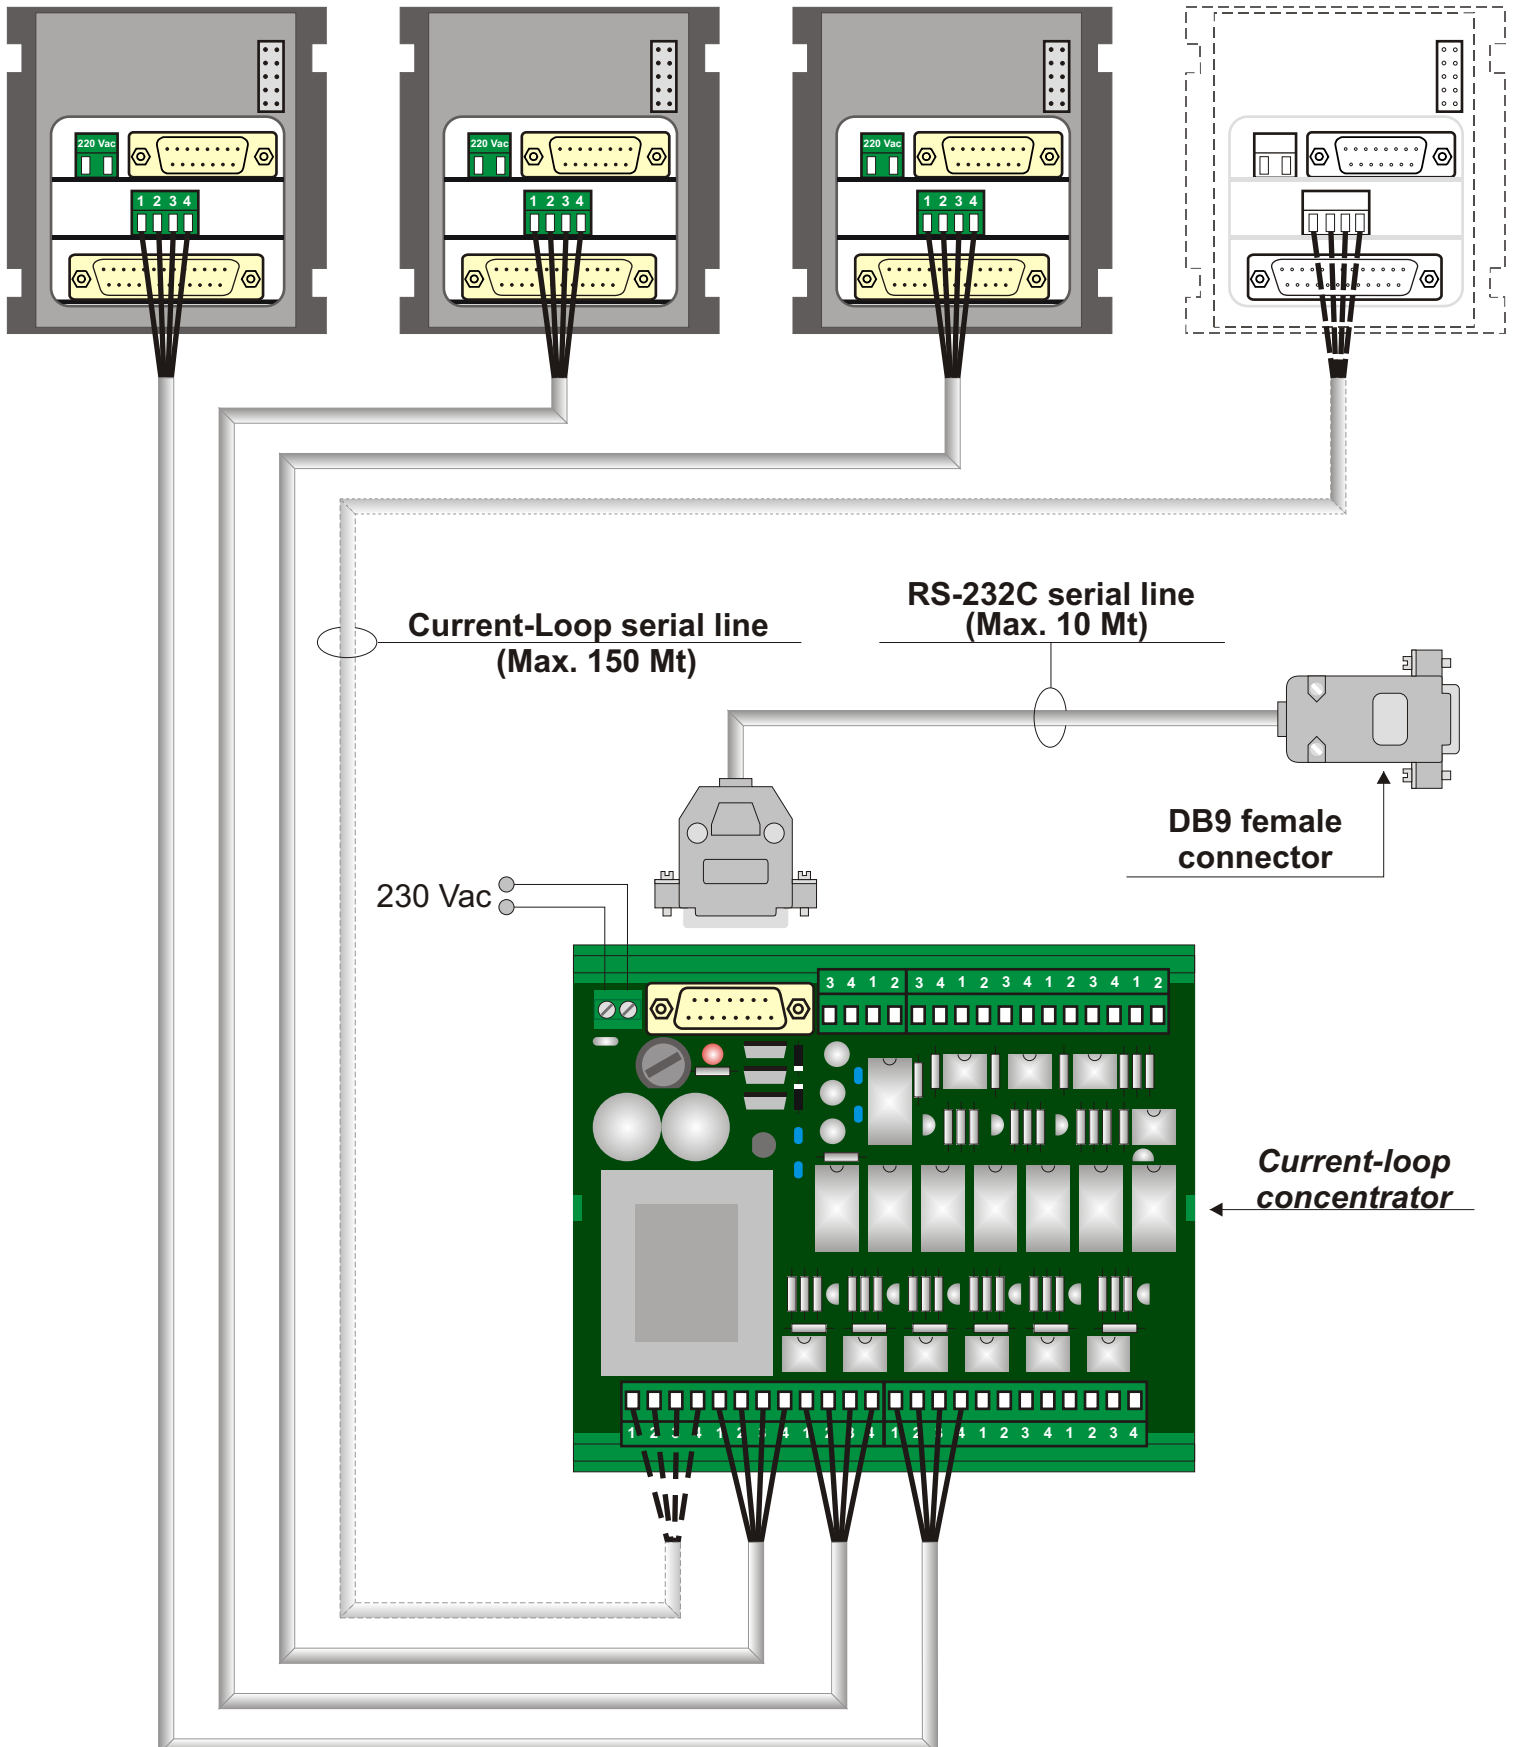 220 Vac
220 Vac
220 Vac
1 2 3 4
1 2 3 4
1 2 3 4
RS-232C serial line
(Max. 10 Mt)
Current-Loop serial line
(Max. 150 Mt)
DB9 female
connector
230 Vac
3 4 1 2 3 4 1 2 3 4 1 2 3 4 1 2
Current-loop
concentrator
1 2 3 4 1 2 3 4 1 2 3 4 1 2 3 4 1 2 3 4 1 2 3 4